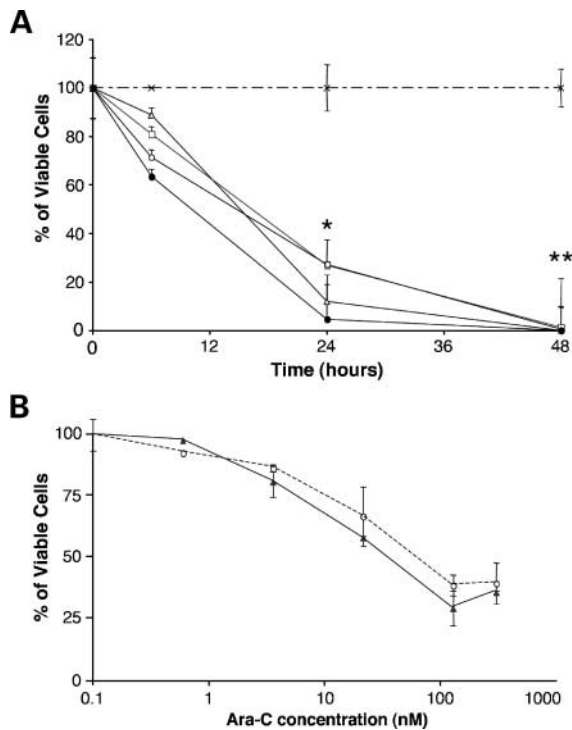 A
120
100
80
60
40
20
0
% of Viable Cells
*
**
0 12 24 36 48
Time (hours)
B
100
75
50
25
0
% of Viable Cells
0.1 1 10 100 1000
Ara-C concentration (nM)